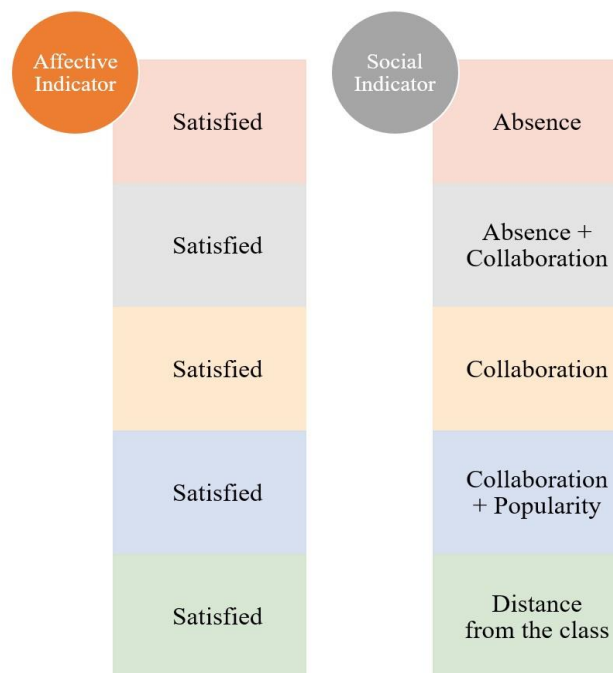 Affective
Indicator
Social
Indicator
Satisfied
Absence
Satisfied
Absence +
Collaboration
Satisfied
Collaboration
Satisfied
Collaboration
+ Popularity
Satisfied
Distance
from the class